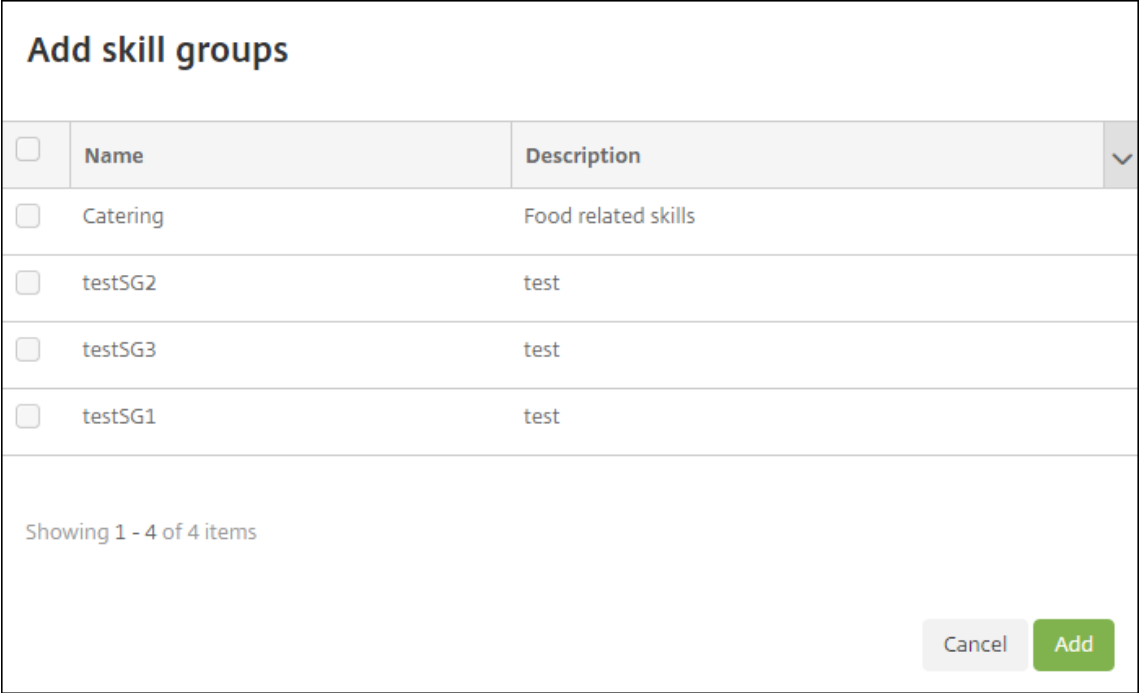 Add skill groups
Name Description
Catering Food related skills
testSG2 test
testSG3 test
testSG1 test
Showing 1 - 4 of 4 items
Cancel Add